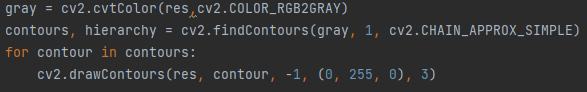 gray = cv2.cvtColor(res,cv2.COLOR_RGB2GRAY)
contours, hierarchy = cv2.findContours(gray, 1, cv2.CHAIN_APPROX_SIMPLE)
for contour in contours:
    cv2.drawContours(res, contour, -1, (0, 255, 0), 3)